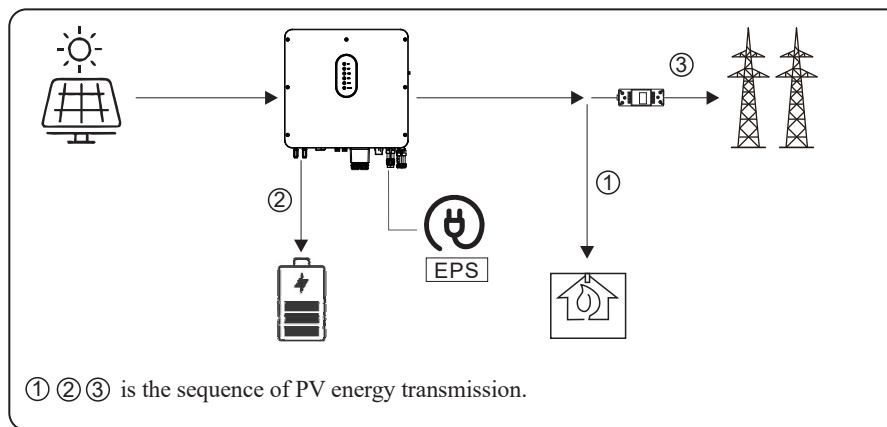 ③
①
②
EPS
① ② ③ is the sequence of PV energy transmission.